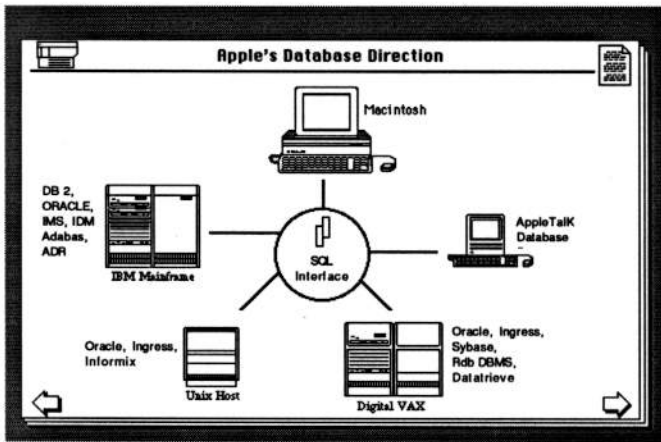 Apple's Database Direction
Macintosh
DB 2,
ORACLE,
IMS, IDM
Adabas,
ADR
IBM Mainframe
SQL
Interface
AppleTalK
Database
Oracle, Ingress,
Informix
Unix Host
Digital VAX
Oracle, Ingress,
Sybase,
Rdb DBMS,
Datatrieve